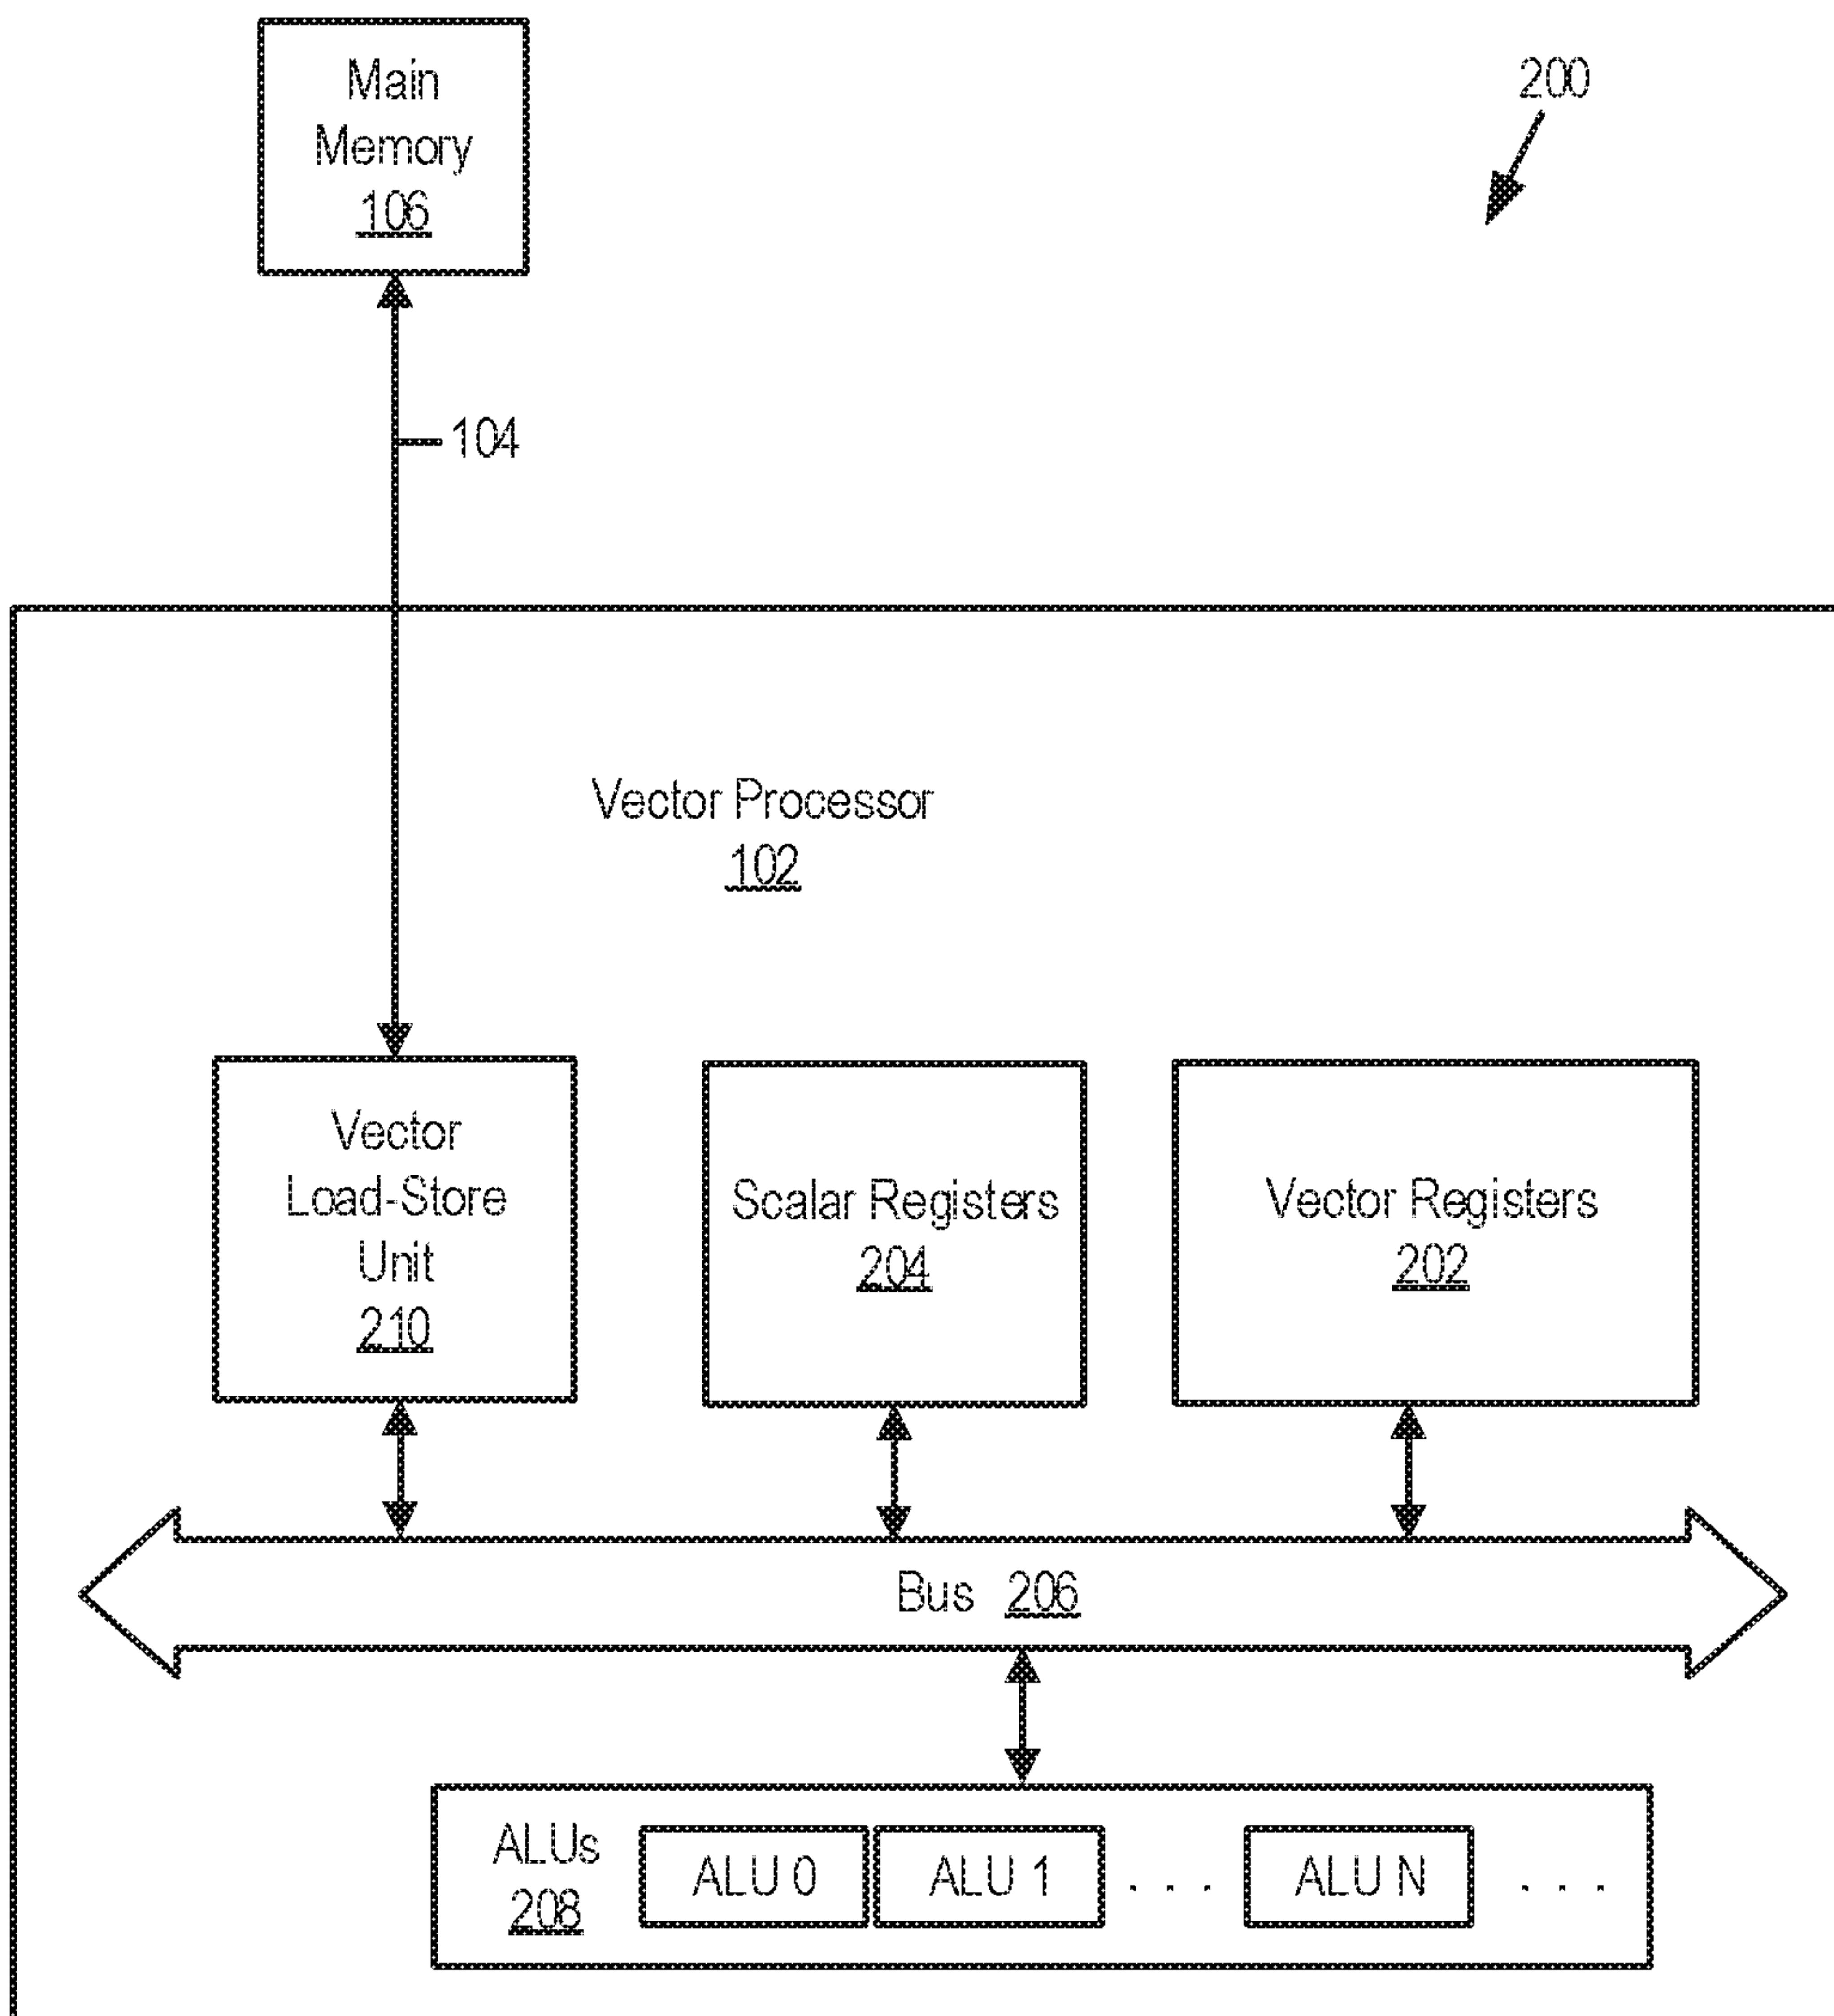 Main
Memory
106
200
104
Vector Processor
102
Vector
Load-Store
Unit
210
Scalar Registers
204
Vector Registers
202
Bus 206
ALUs
208
ALU 0
ALU 1
. . .
ALU N
. . .